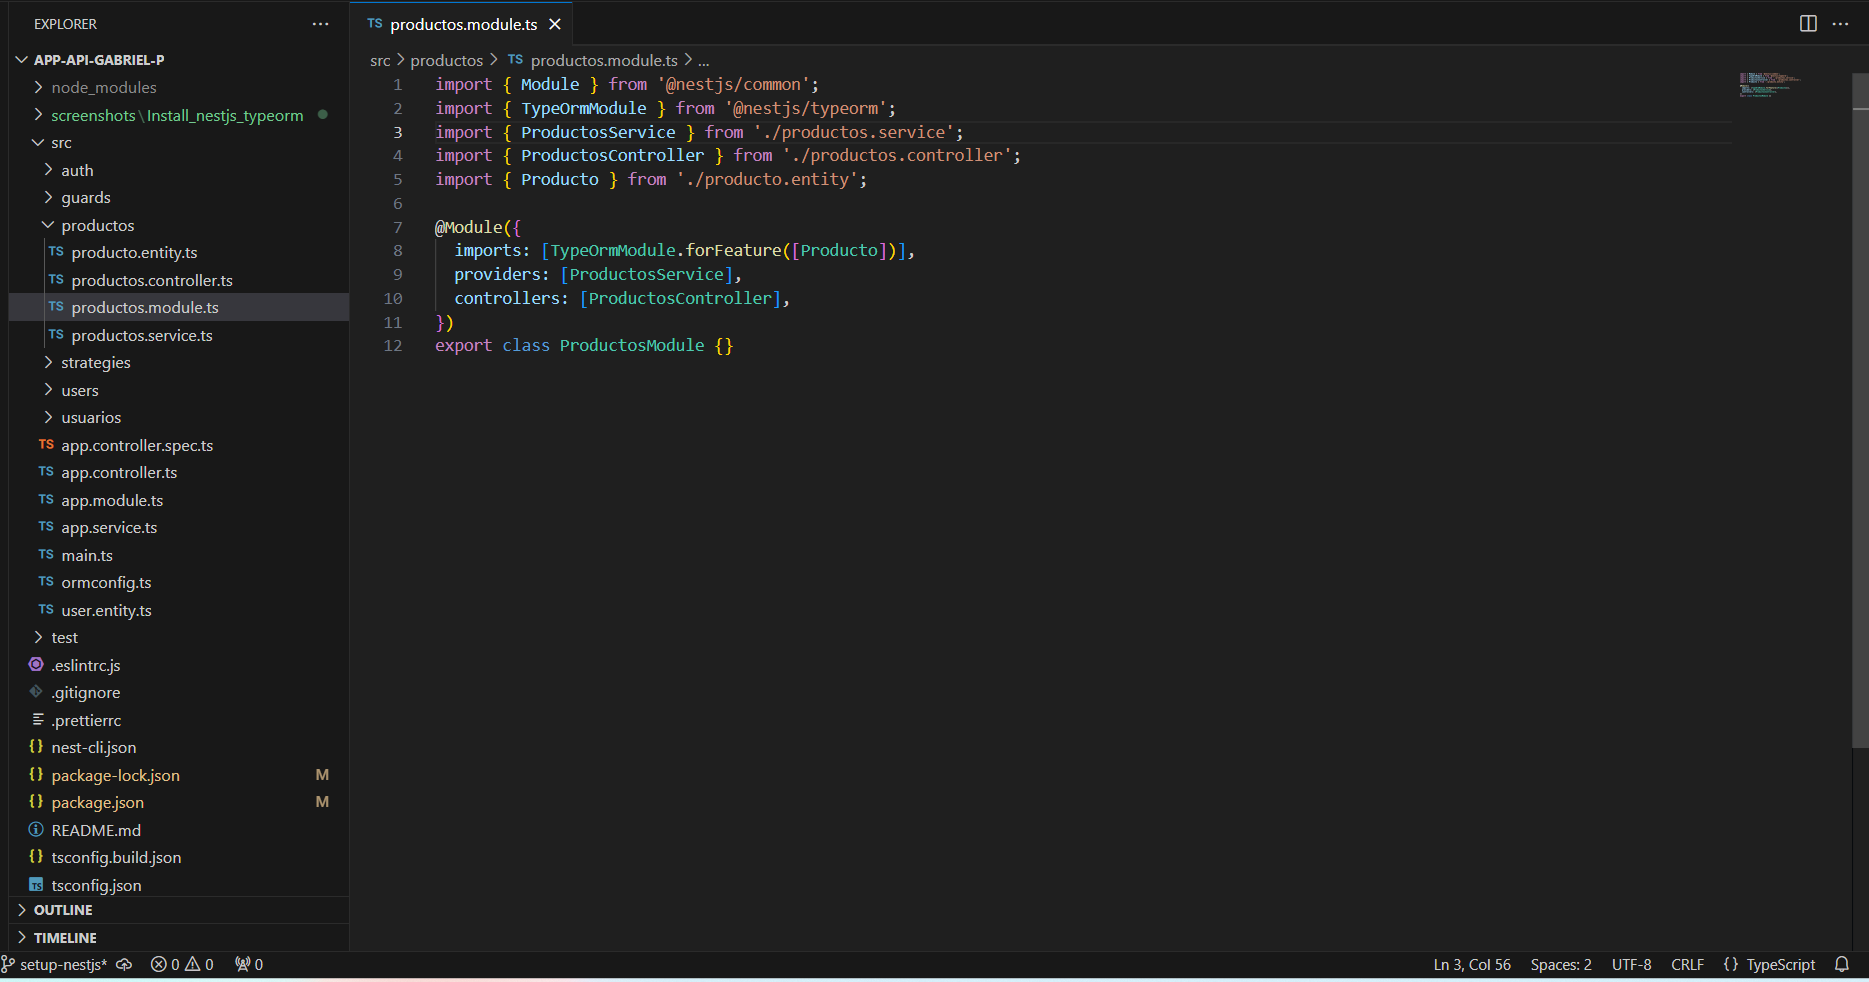 EXPLORER
APP-API-GABRIEL-P
node_modules
screenshots\Install_nestjs_typeorm
src
auth
guards
productos
TS producto.entity.ts
TS productos.controller.ts
TS productos.module.ts
TS productos.service.ts
strategies
users
usuarios
TS app.controller.spec.ts
TS app.controller.ts
TS app.module.ts
TS app.service.ts
TS main.ts
TS ormconfig.ts
TS user.entity.ts
test
.eslintrc.js
.gitignore
.prettierrc
{} nest-cli.json
{} package-lock.json M
{} package.json M
README.md
{} tsconfig.build.json
TS tsconfig.json
OUTLINE
TIMELINE
TS productos.module.ts
src > productos > TS productos.module.ts > ...
1 import { Module } from '@nestjs/common';
2 import { TypeOrmModule } from '@nestjs/typeorm';
3 import { ProductosService } from './productos.service';
4 import { ProductosController } from './productos.controller';
5 import { Producto } from './producto.entity';
6
7 @Module({
8 imports: [TypeOrmModule.forFeature([Producto])],
9 providers: [ProductosService],
10 controllers: [ProductosController],
11 })
12 export class ProductosModule {}
setup-nestjs* 0 0 0 Ln 3, Col 56 Spaces: 2 UTF-8 CRLF {} TypeScript